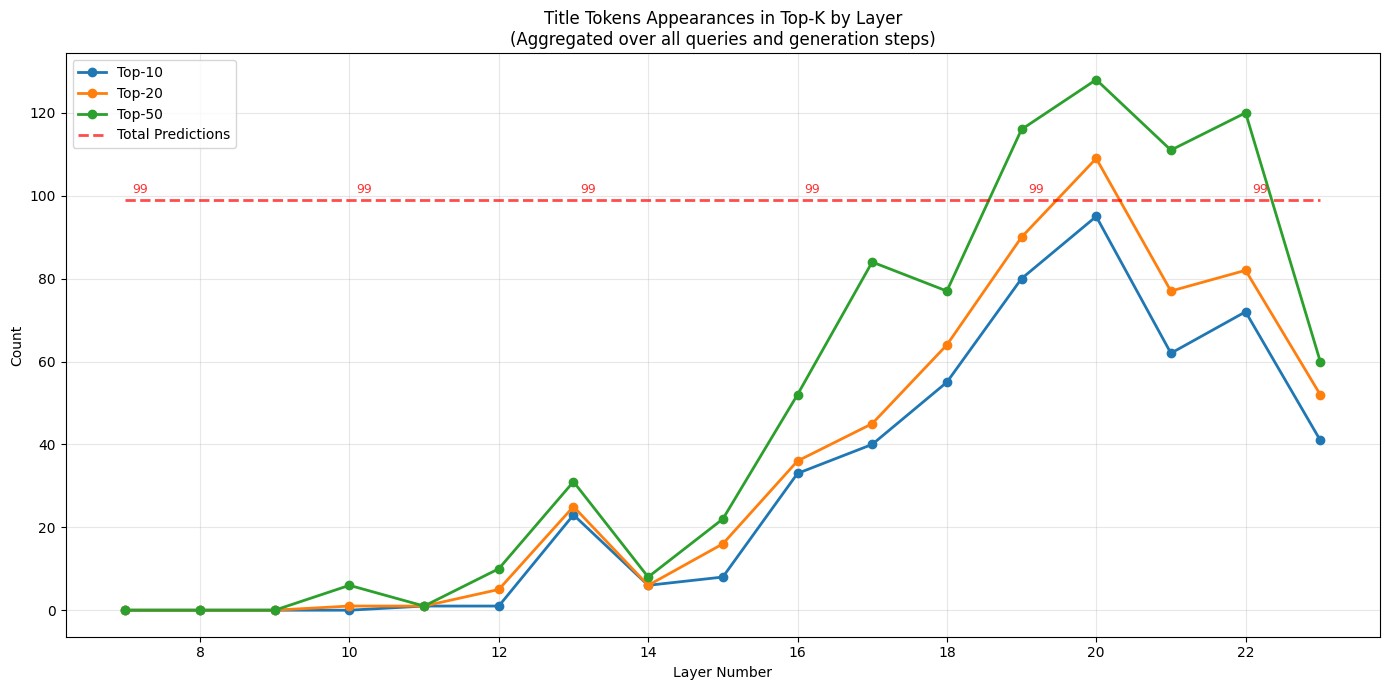 Title Tokens Appearances in Top-K by Layer
(Aggregated over all queries and generation steps)
Top-10
Top-20
Top-50
Total Predictions
99 99 99 99 99 99
120
100
80
60
40
20
0
Count
8 10 12 14 16 18 20 22
Layer Number